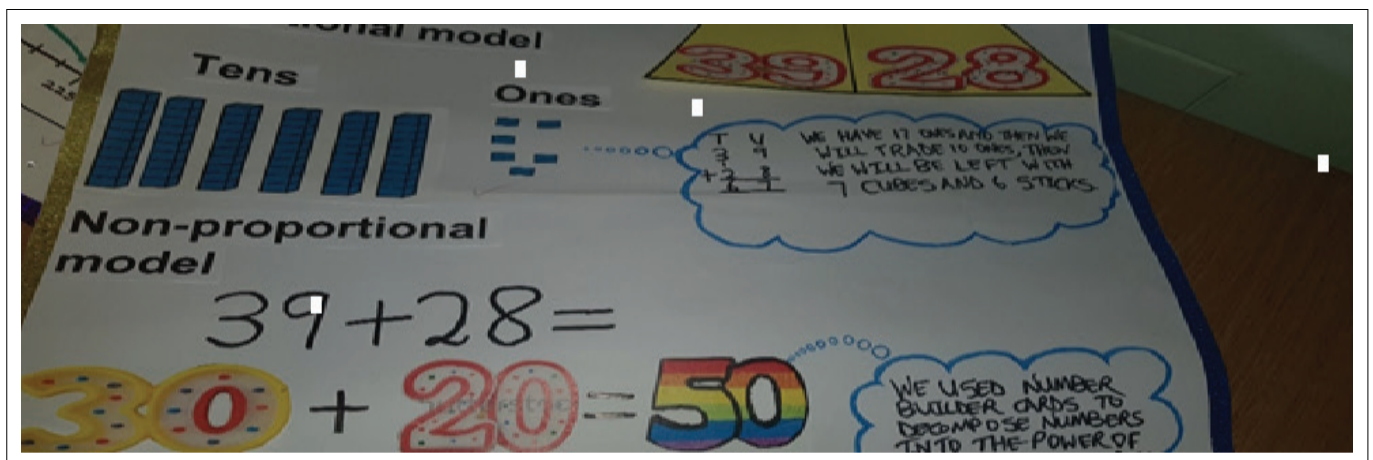 onal model
39 28
Tens
Ones
225
T U
3 9
+ 2 8
6 7
WE HAVE 17 ONES AND THEN WE
WILL TRADE 10 ONES, THEN
WE WILL BE LEFT WITH
7 CUBES AND 6 STICKS
Non-proportional
model
39+28=
30 + 20 = 50
WE USED NUMBER
BUILDER CARDS TO
DECOMPOSE NUMBERS
INTO THE POWER OF